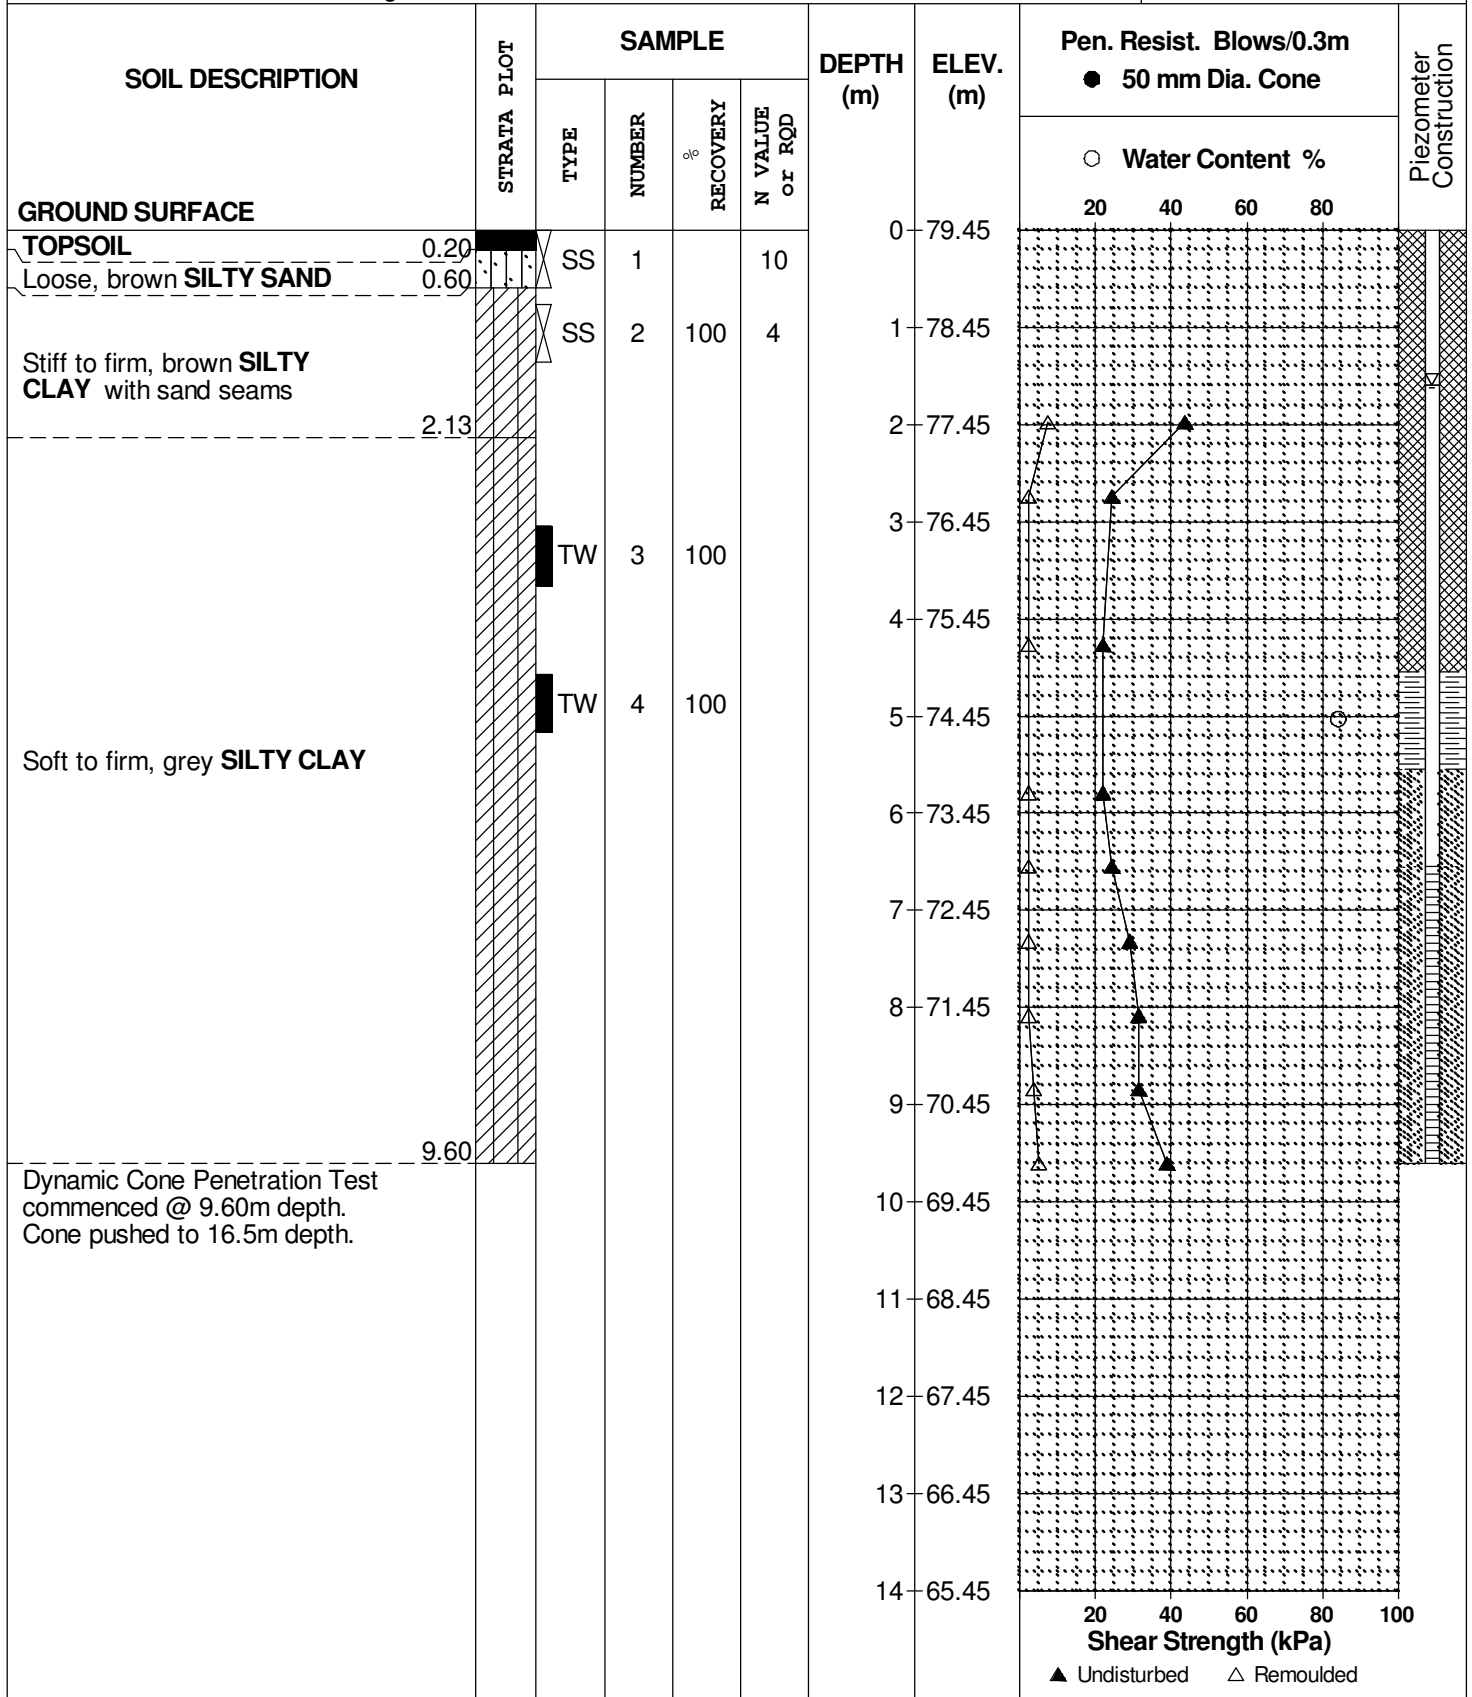 SOIL DESCRIPTION
STRATA PLOT
SAMPLE
TYPE
NUMBER
% RECOVERY
N VALUE or RQD
DEPTH (m)
ELEV. (m)
Pen. Resist. Blows/0.3m
● 50 mm Dia. Cone
○ Water Content %
20 40 60 80
Piezometer Construction
GROUND SURFACE
0 79.45
TOPSOIL 0.20
SS 1 10
Loose, brown SILTY SAND 0.60
SS 2 100 4
1 78.45
Stiff to firm, brown SILTY
CLAY with sand seams
2.13
2 77.45
3 76.45
TW 3 100
4 75.45
TW 4 100
5 74.45
Soft to firm, grey SILTY CLAY
6 73.45
7 72.45
8 71.45
9 70.45
9.60
Dynamic Cone Penetration Test
commenced @ 9.60m depth.
Cone pushed to 16.5m depth.
10 69.45
11 68.45
12 67.45
13 66.45
14 65.45
20 40 60 80 100
Shear Strength (kPa)
▲ Undisturbed △ Remoulded